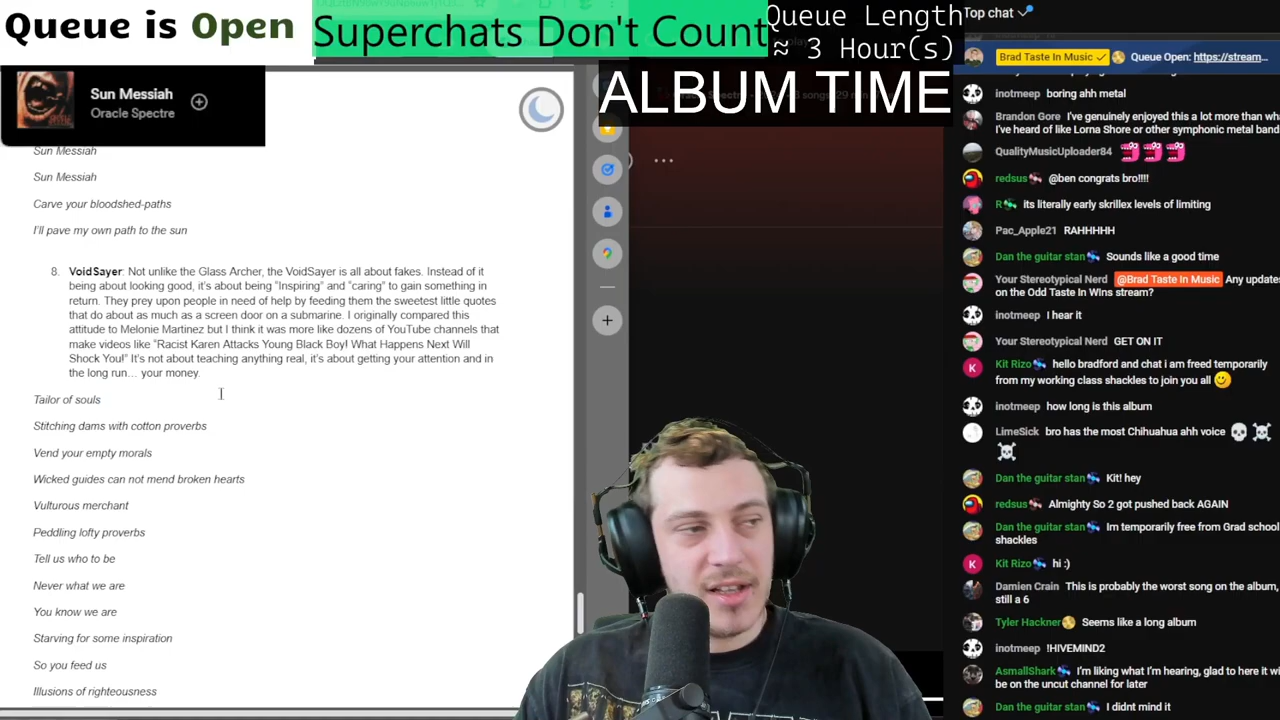 Queue is Open
Superchats Don't Count
Queue Length
≈ 3 Hour(s)
ALBUM TIME
Sun Messiah
Oracle Spectre
Sun Messiah
Sun Messiah
Carve your bloodshed-paths
I'll pave my own path to the sun
8. VoidSayer: Not unlike the Glass Archer, the VoidSayer is all about fakes. Instead of it
being about looking good, it's about being "Inspiring" and "caring" to gain something in
return. They prey upon people in need of help by feeding them the sweetest little quotes
that do about as much as a screen door on a submarine. I originally compared this
attitude to Melonie Martinez but I think it was more like dozens of YouTube channels that
make videos like "Racist Karen Attacks Young Black Boy! What Happens Next Will
Shock You!" It's not about teaching anything real, it's about getting your attention and in
the long run... your money.
Tailor of souls
Stitching dams with cotton proverbs
Vend your empty morals
Wicked guides can not mend broken hearts
Vulturous merchant
Peddling lofty proverbs
Tell us who to be
Never what we are
You know we are
Starving for some inspiration
So you feed us
Illusions of righteousness
Top chat
Brad Taste In Music Queue Open: https://stream...
inotmeep boring ahh metal
Brandon Gore I've genuinely enjoyed this a lot more than wha
I've heard of like Lorna Shore or other symphonic metal band
QualityMusicUploader84
redsus @ben congrats bro!!!!
R its literally early skrillex levels of limiting
Pac_Apple21 RAHHHHH
Dan the guitar stan Sounds like a good time
Your Stereotypical Nerd @Brad Taste In Music Any updates
on the Odd Taste In Wins stream?
inotmeep I hear it
Your Stereotypical Nerd GET ON IT
Kit Rizo hello bradford and chat i am freed temporarily
from my working class shackles to join you all
inotmeep how long is this album
LimeSick bro has the most Chihuahua ahh voice
Dan the guitar stan Kit! hey
redsus Almighty So 2 got pushed back AGAIN
Dan the guitar stan Im temporarily free from Grad school
shackles
Kit Rizo hi :)
Damien Crain This is probably the worst song on the album,
still a 6
Tyler Hackner Seems like a long album
inotmeep !HIVEMIND2
AsmallShark I'm liking what I'm hearing, glad to here it wi
be on the uncut channel for later
Dan the guitar stan I didnt mind it